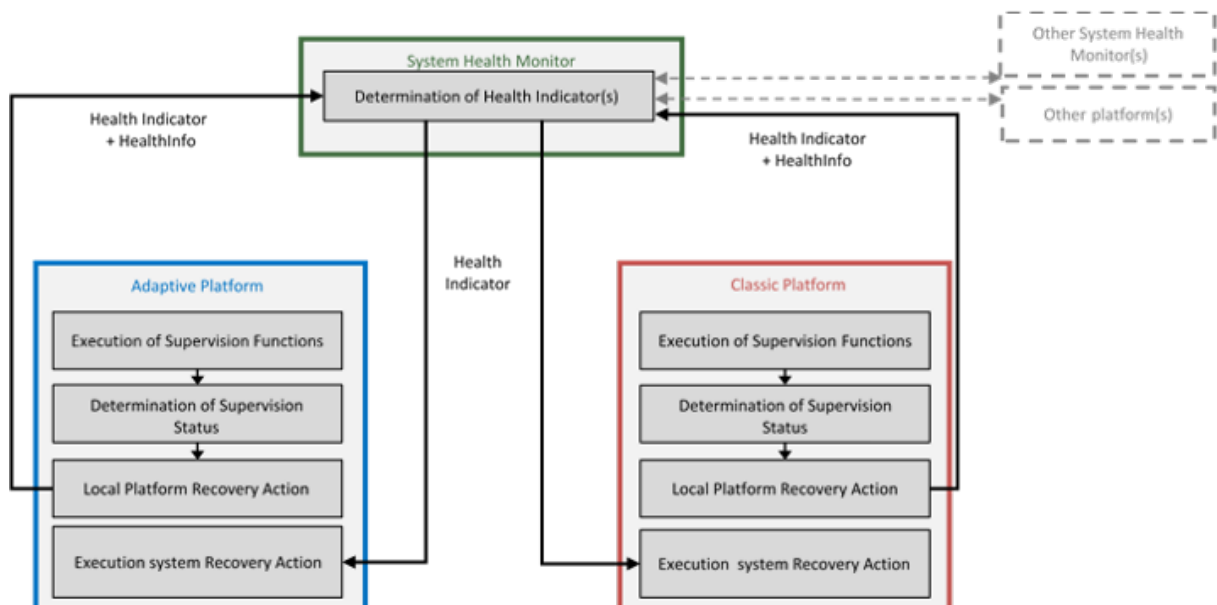 System Health Monitor
Determination of Health Indicator(s)
Other System Health
Monitor(s)
Other platform(s)
Health Indicator
+ HealthInfo
Health Indicator
+ HealthInfo
Health
Indicator
Adaptive Platform
Execution of Supervision Functions
Determination of Supervision
Status
Local Platform Recovery Action
Execution system Recovery Action
Classic Platform
Execution of Supervision Functions
Determination of Supervision
Status
Local Platform Recovery Action
Execution system Recovery Action